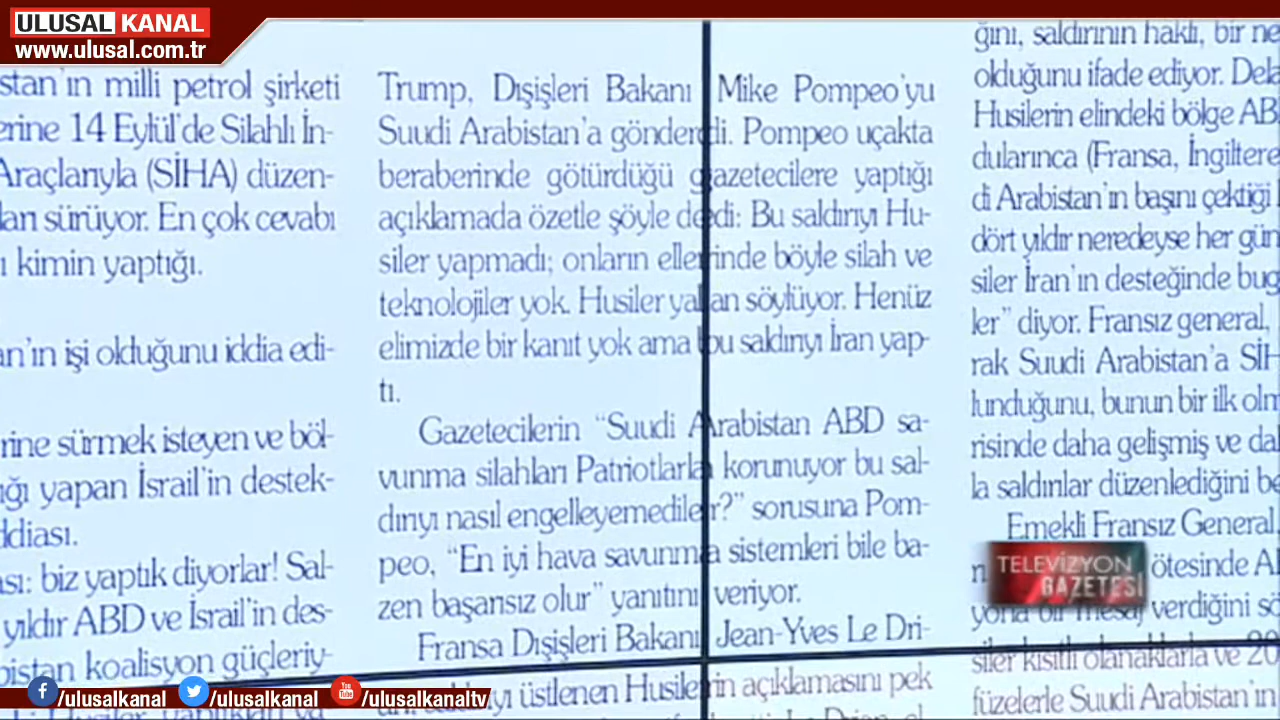 ULUSAL KANAL
www.ulusal.com.tr
stan'ın milli petrol şirketi
erine 14 Eylül'de Silahlı İn-
Araçlarıyla (SİHA) düzen-
ları sürüyor. En çok cevabı
ı kimin yaptığı.
an'ın işi olduğunu iddia edi-
rine sürmek isteyen ve böl-
ığı yapan İsrail'in destek-
ddiası.
ası: biz yaptık diyorlar! Sal-
yıldır ABD ve İsrail'in des-
bistan koalisyon güçleriy-
Trump, Dışişleri Bakanı Mike Pompeo'yu
Suudi Arabistan'a gönderdi. Pompeo uçakta
beraberinde götürdüğü gazetecilere yaptığı
açıklamada özetle şöyle dedi: Bu saldırıyı Hu-
siler yapmadı; onların ellerinde böyle silah ve
teknolojiler yok. Husiler yalan söylüyor. Henüz
elimizde bir kanıt yok ama bu saldırıyı İran yap-
tı.
Gazetecilerin “Suudi Arabistan ABD sa-
vunma silahları Patriotlarla korunuyor bu sal-
dırıyı nasıl engelleyemediler?” sorusuna Pom-
peo, “En iyi hava savunma sistemleri bile ba-
zen başarısız olur” yanıtını veriyor.
Fransa Dışişleri Bakanı Jean-Yves Le Dri-
üstlenen Husilerin açıklamasını pek
ğını, saldırının haklı, bir ne
olduğunu ifade ediyor. Dela
Husilerin elindeki bölge AB
dularınca (Fransa, İngiltere
di Arabistan'ın başını çektiği
dört yıldır neredeyse her gün
siler İran'ın desteğinde bug
ler” diyor. Fransız general,
rak Suudi Arabistan'a SİH
lunduğunu, bunun bir ilk olm
risinde daha gelişmiş ve da
la saldırılar düzenlediğini be
Emekli Fransız General
ötesinde A
verdiğini sö
siler kısıtlı olanaklarla ve 20
füzelerle Suudi Arabistan'ın
TELEVİZYON
GAZETESİ
/ulusalkanal /ulusalkanal You Tube /ulusalkanaltv